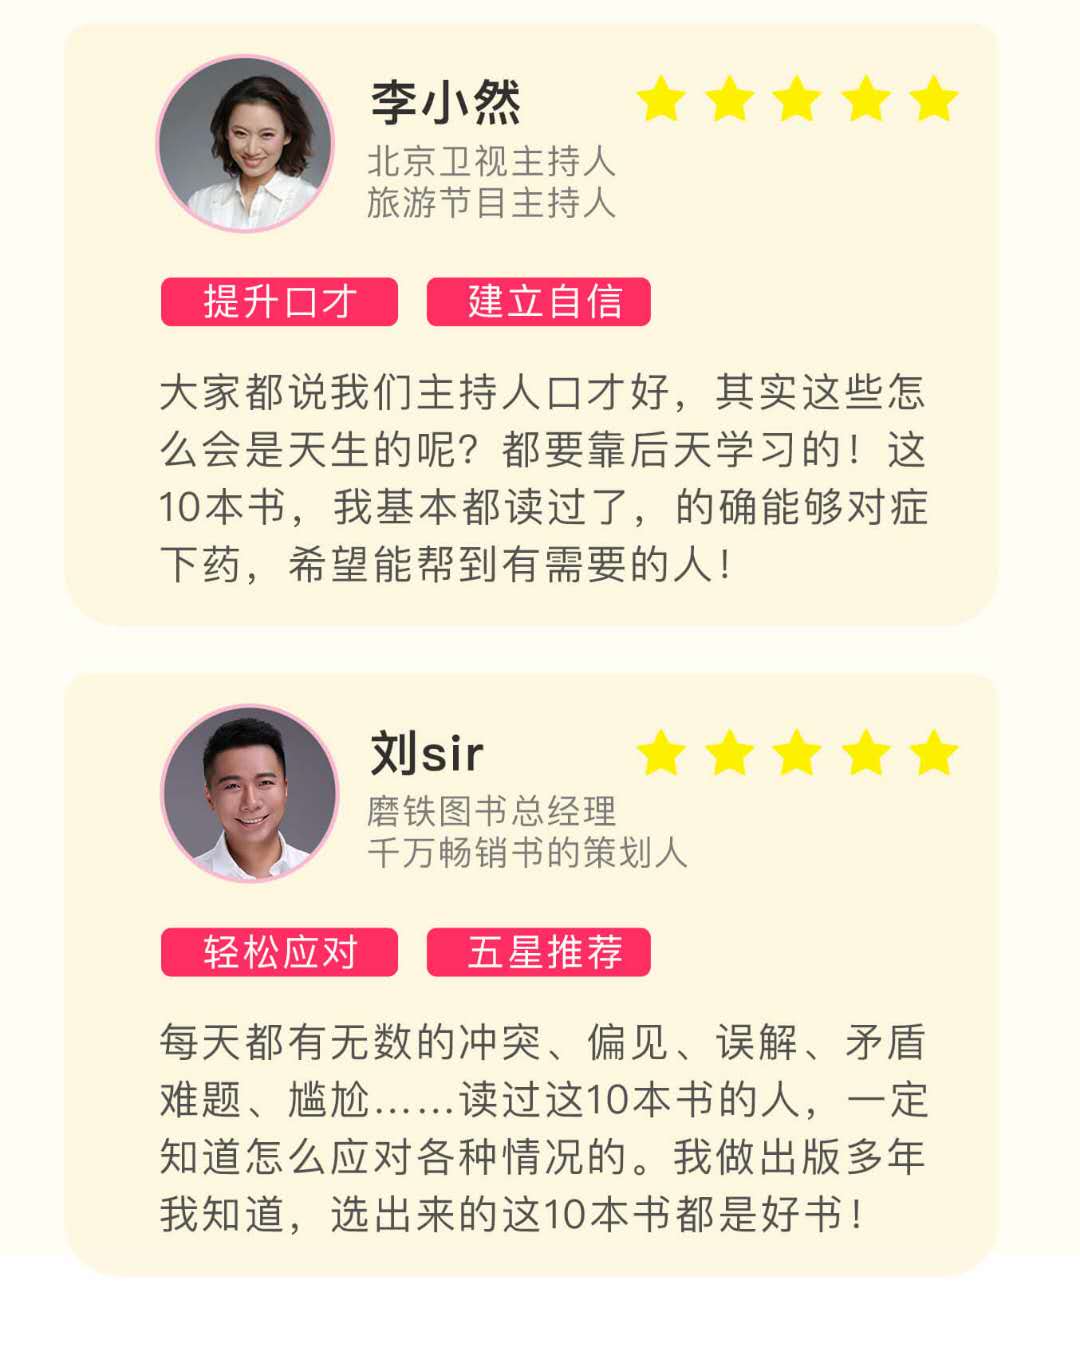 李小然
北京卫视主持人
旅游节目主持人
提升口才 建立自信
大家都说我们主持人口才好，其实这些怎
么会是天生的呢？都要靠后天学习的！这
10本书，我基本都读过了，的确能够对症
下药，希望能帮到有需要的人！
刘sir
磨铁图书总经理
千万畅销书的策划人
轻松应对 五星推荐
每天都有无数的冲突、偏见、误解、矛盾
难题、尴尬……读过这10本书的人，一定
知道怎么应对各种情况的。我做出版多年
我知道，选出来的这10本书都是好书！